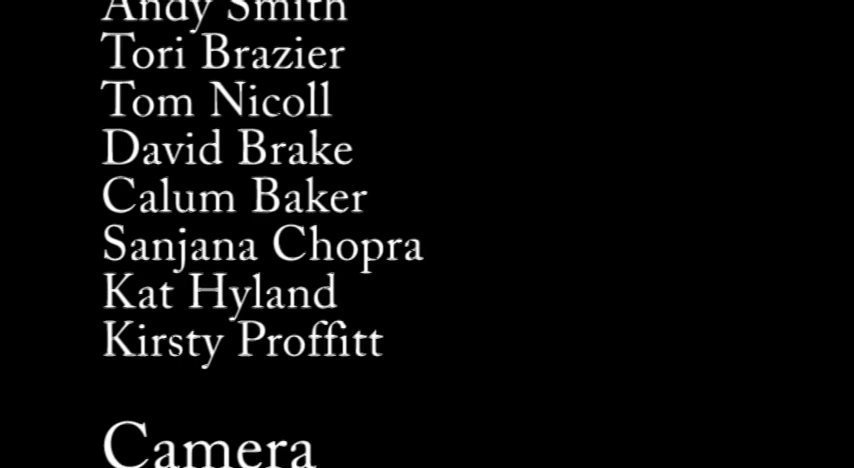 Andy Smith
Tori Brazier
Tom Nicoll
David Brake
Calum Baker
Sanjana Chopra
Kat Hyland
Kirsty Proffitt
Camera